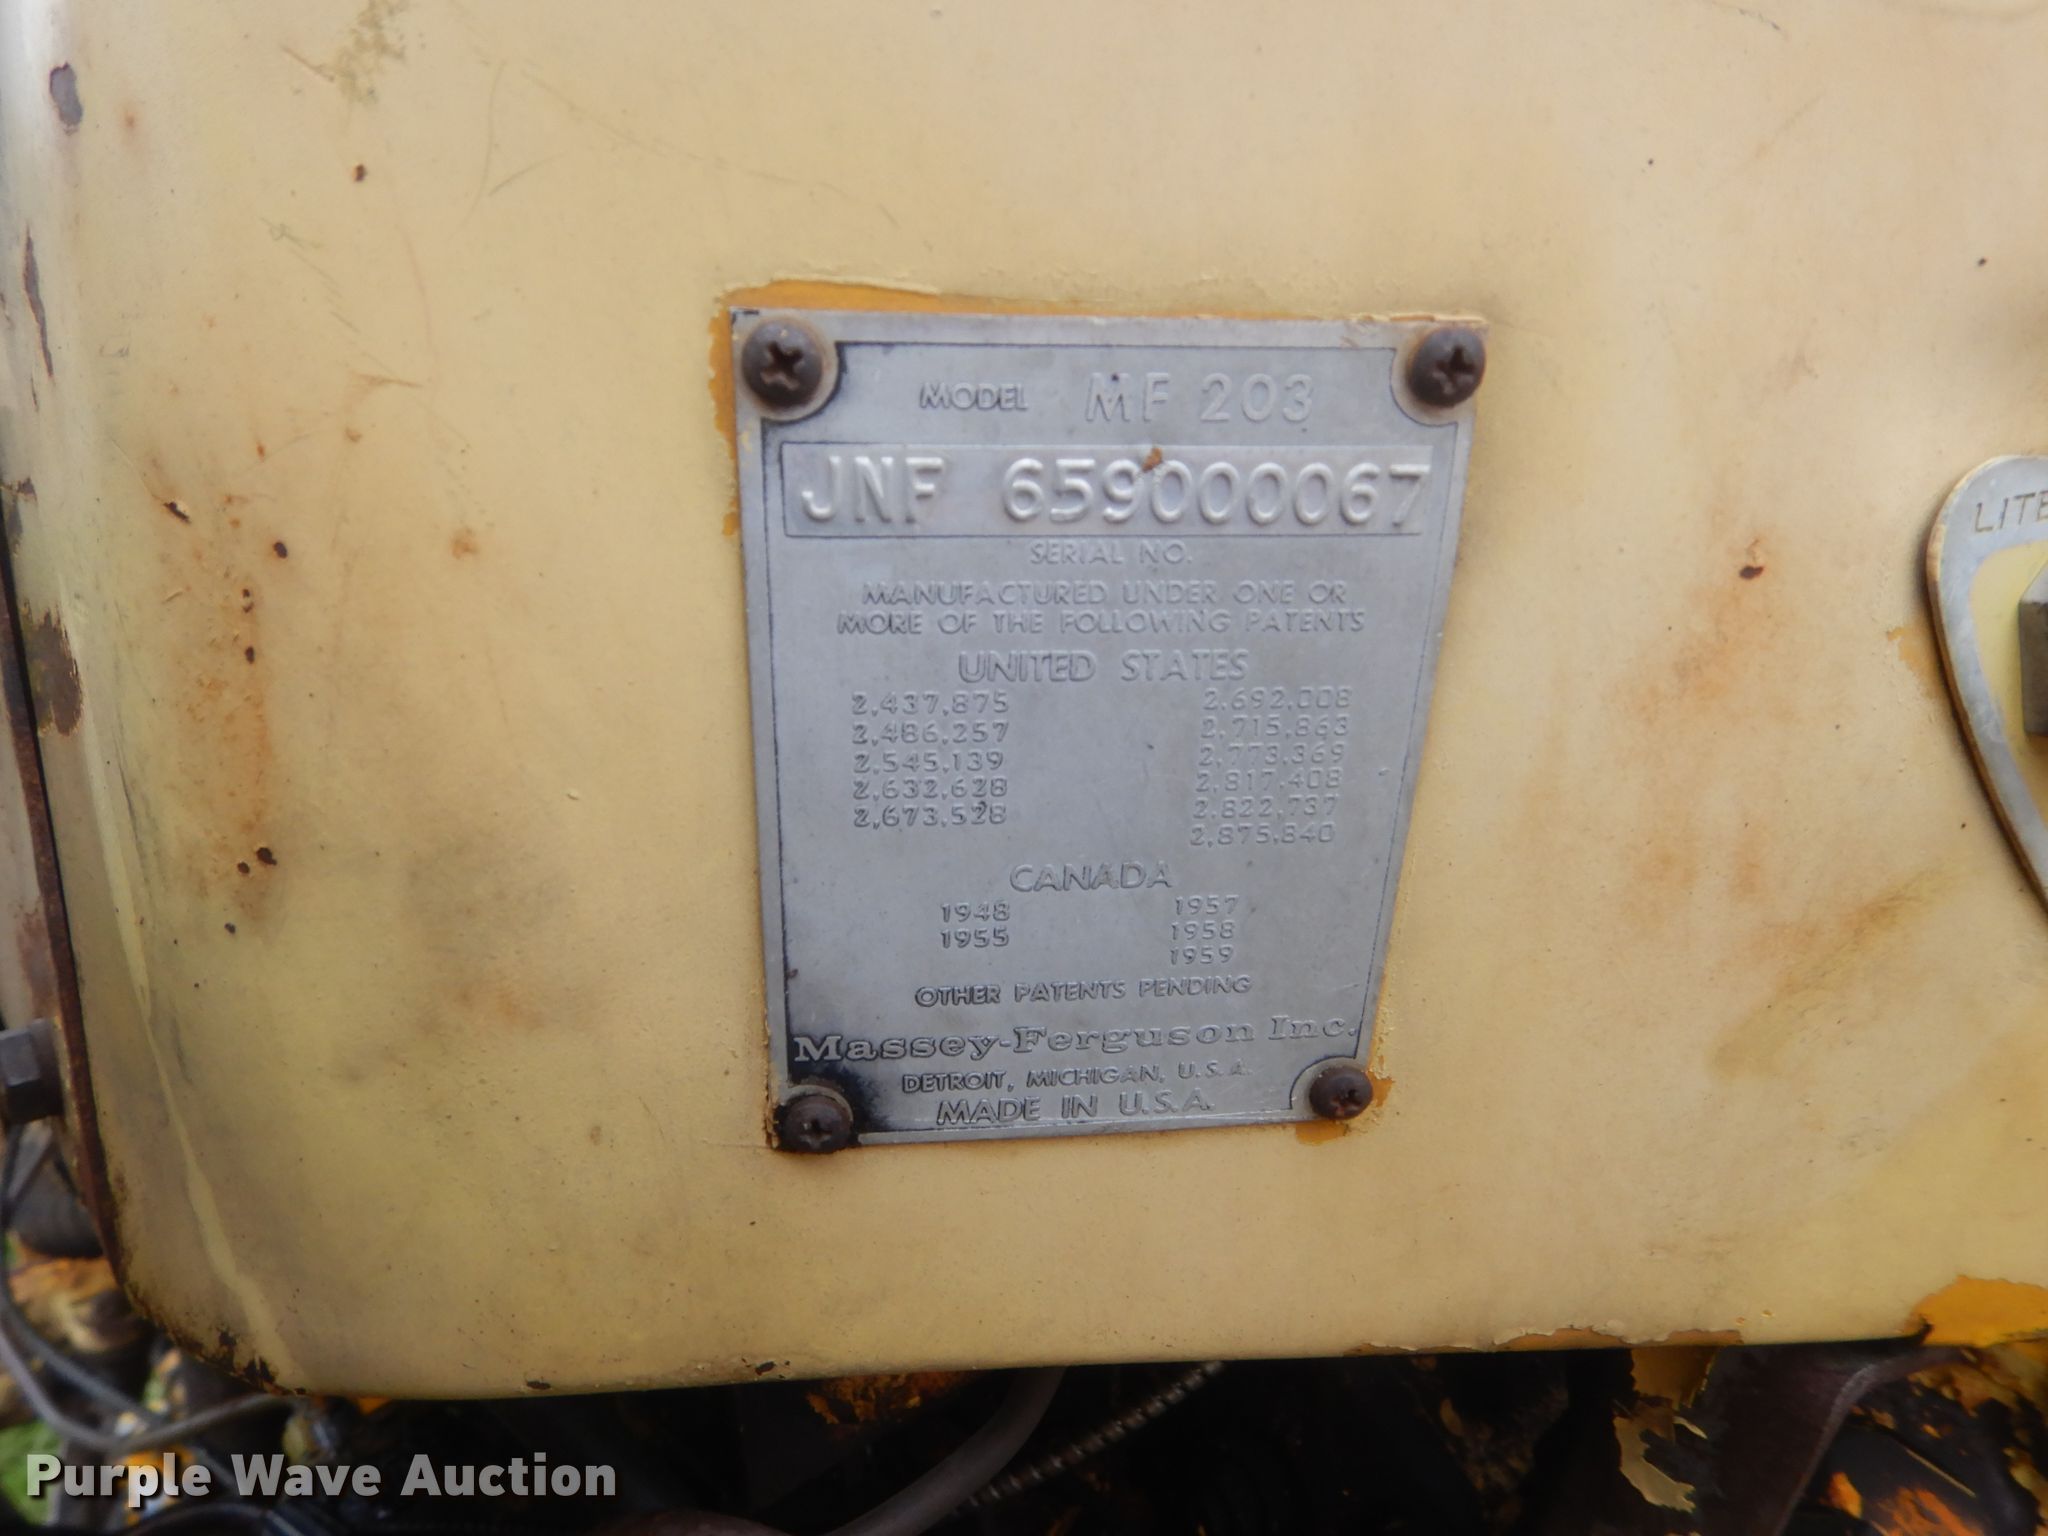 MODEL MF 203
JNF 659000067
SERIAL NO.
MANUFACTURED UNDER ONE OR
MORE OF THE FOLLOWING PATENTS
UNITED STATES
2,437,875 2,692,008
2,486,257 2,715,863
2,545,139 2,773,369
2,632,628 2,817,408
2,673,528 2,822,737
2,875,840
CANADA
1948 1957
1955 1958
1959
OTHER PATENTS PENDING
Massey-Ferguson Inc.
DETROIT, MICHIGAN, U.S.A.
MADE IN U.S.A.
LITE
Purple Wave Auction